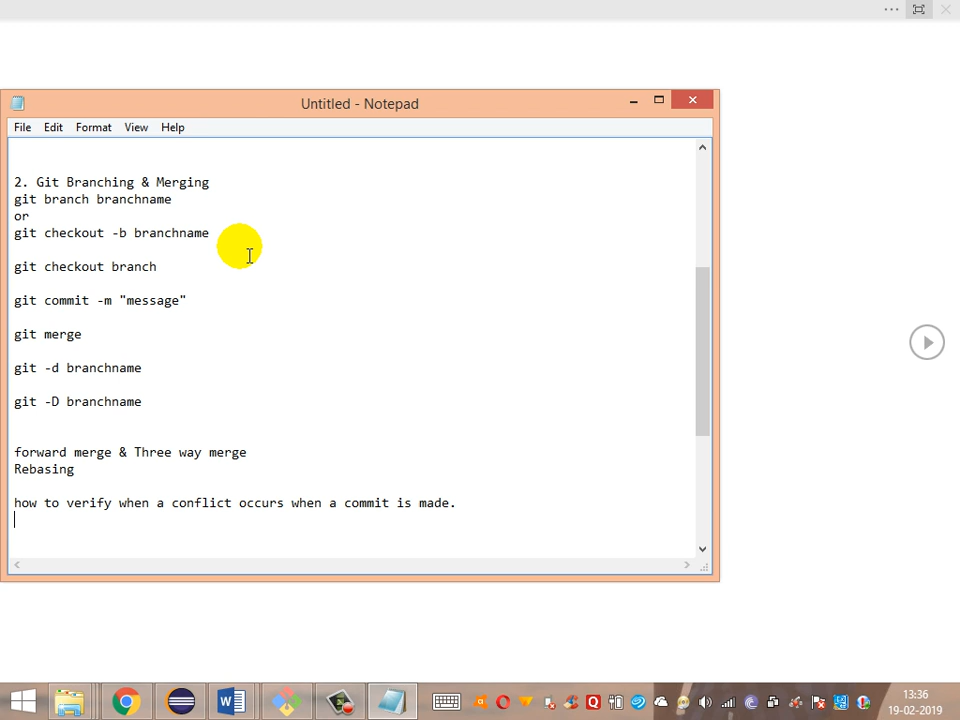 Untitled - Notepad
File Edit Format View Help
2. Git Branching & Merging
git branch branchname
or
git checkout -b branchname
git checkout branch
git commit -m "message"
git merge
git -d branchname
git -D branchname
forward merge & Three way merge
Rebasing
how to verify when a conflict occurs when a commit is made.
13:36
19-02-2019